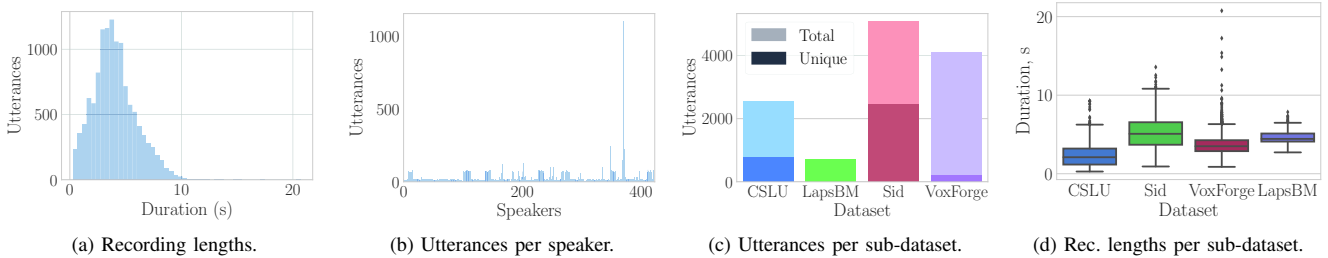 1000
500
0
Utterances
0
10
20
Duration (s)
(a) Recording lengths.
1000
500
0
Utterances
0
200
400
Speakers
(b) Utterances per speaker.
4000
2000
0
Utterances
Total
Unique
CSLU LapsBM Sid VoxForge
Dataset
(c) Utterances per sub-dataset.
20
10
0
Duration, s
CSLU Sid VoxForge LapsBM
Dataset
(d) Rec. lengths per sub-dataset.